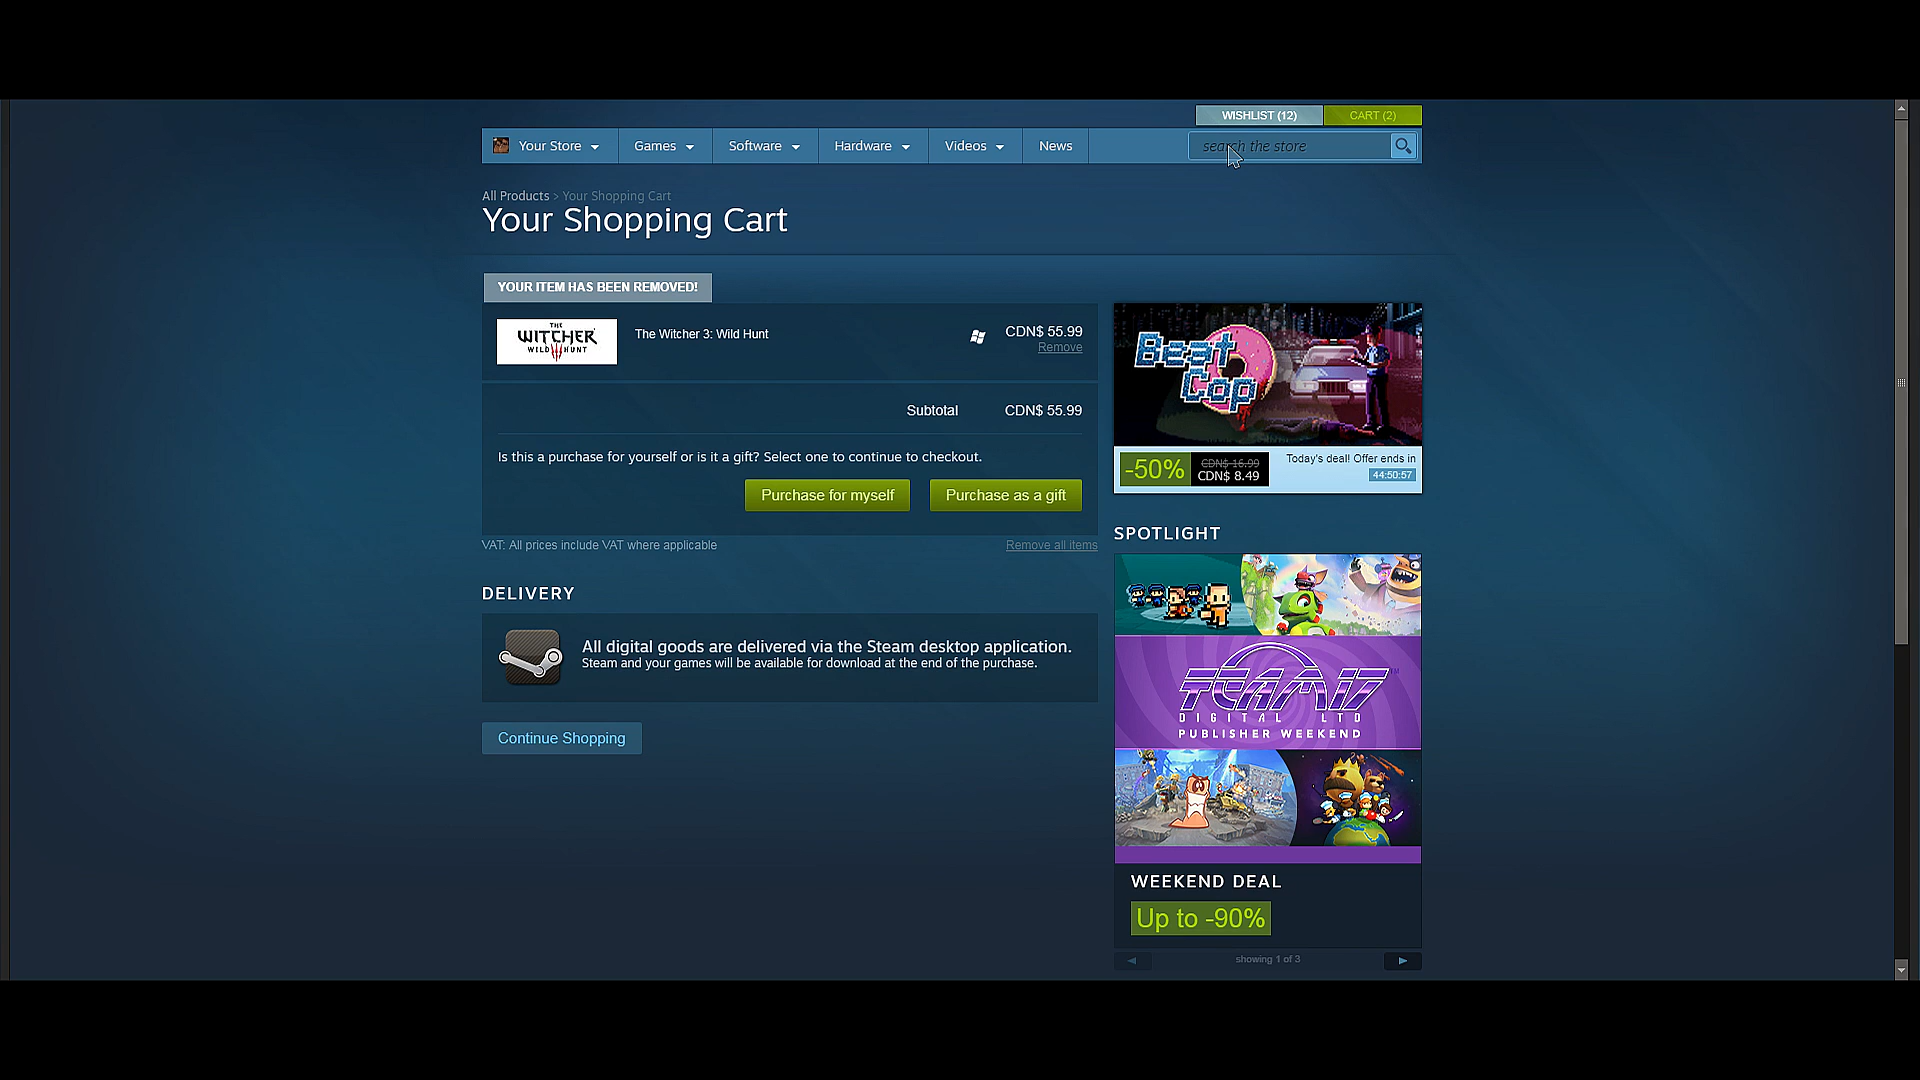 WISHLIST (12)
CART (2)
Your Store
Games
Software
Hardware
Videos
News
search the store
All Products > Your Shopping Cart
Your Shopping Cart
YOUR ITEM HAS BEEN REMOVED!
THE
WITCHER
WILD HUNT
The Witcher 3: Wild Hunt
CDN$ 55.99
Remove
Subtotal
CDN$ 55.99
Is this a purchase for yourself or is it a gift? Select one to continue to checkout.
Purchase for myself
Purchase as a gift
VAT: All prices include VAT where applicable
Remove all items
DELIVERY
All digital goods are delivered via the Steam desktop application.
Steam and your games will be available for download at the end of the purchase.
Continue Shopping
Beat
Cop
-50%
CDN$ 16.99
CDN$ 8.49
Today's deal! Offer ends in
44:50:57
SPOTLIGHT
TEAM17
DIGITAL LTD
PUBLISHER WEEKEND
WEEKEND DEAL
Up to -90%
showing 1 of 3